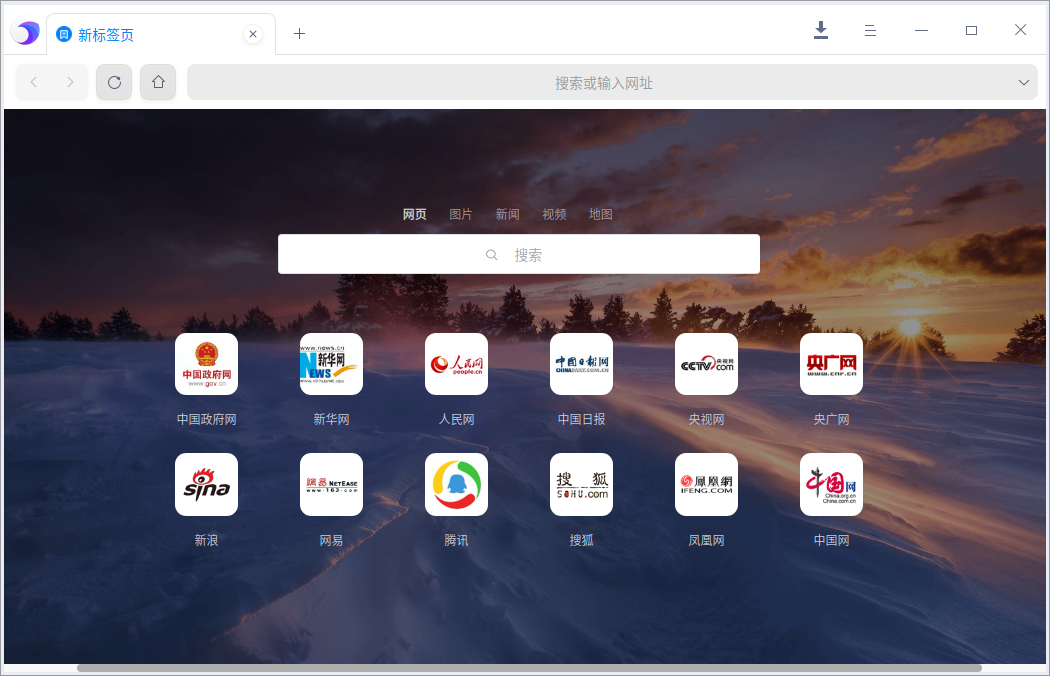 新标签页
搜索或输入网址
网页 图片 新闻 视频 地图
搜索
中国政府网
www.gov.cn
www.news.cn
新华网
NEWS
www.xinhuanet.com
人民网
people.cn
中国日报网
CHINADAILY.COM.CN
央视网
CCTV.com
央广网
www.cnr.cn
中国政府网 新华网 人民网 中国日报 央视网 央广网
sina
網易 NETEASE
www.163.com
搜狐
SOHU.com
鳳凰網
IFENG.COM
中国网
China.org.cn
China.com.cn
新浪 网易 腾讯 搜狐 凤凰网 中国网